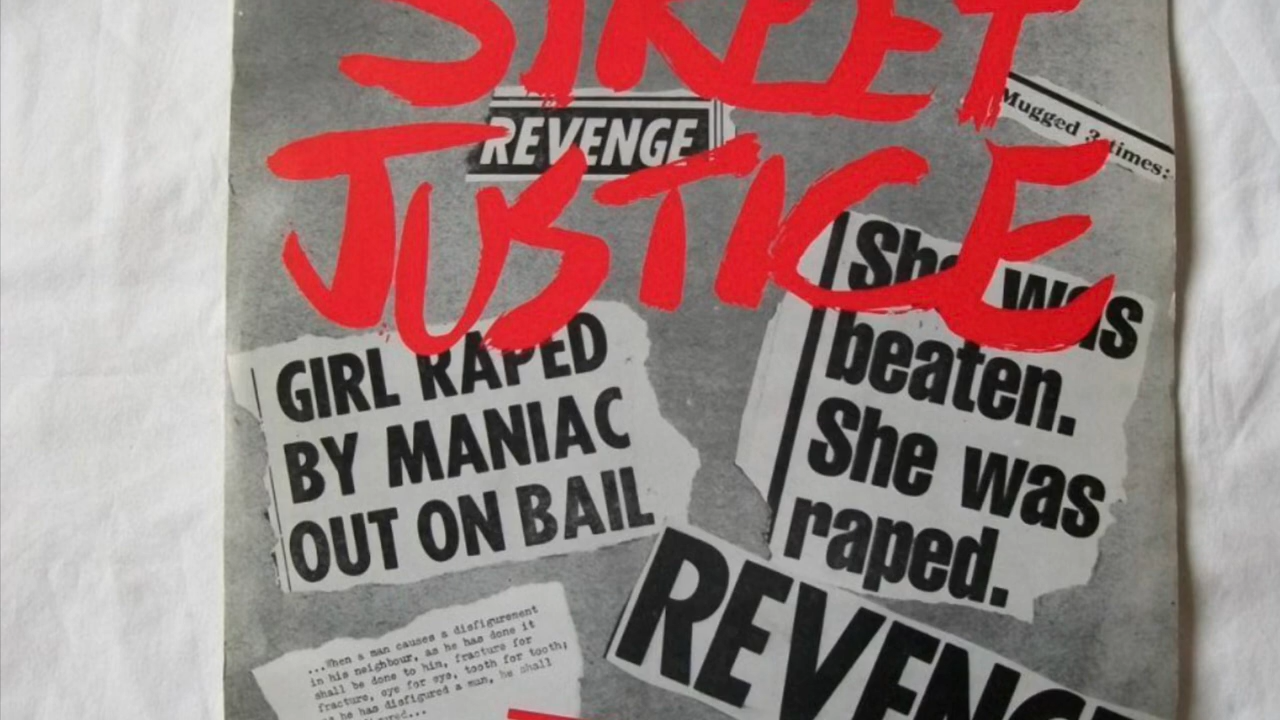 STREET
REVENGE
Mugged 3 times:
JUSTICE
She was
beaten.
She was
raped.
GIRL RAPED
BY MANIAC
OUT ON BAIL
REVENG
...When a man causes a disfigurement
in his neighbour, as he has done it
shall be done to him, fracture for
fracture, eye for eye, tooth for tooth;
as he has disfigured a man, he shall